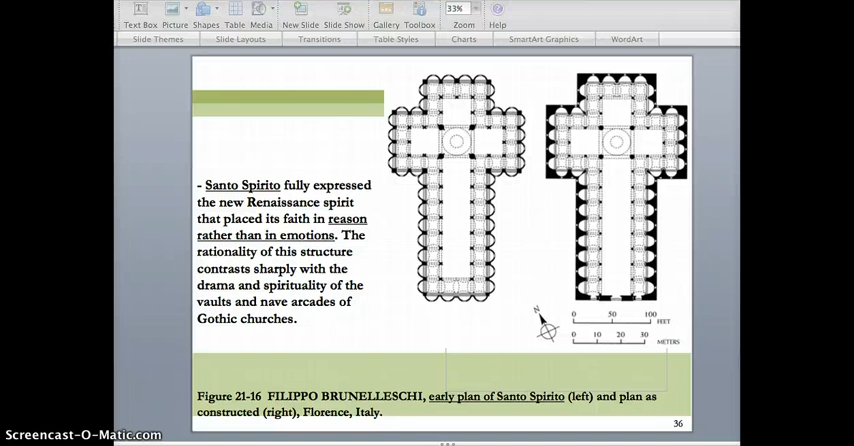 33%
Text Box Picture Shapes Table Media New Slide Slide Show Gallery Toolbox Zoom Help
Slide Themes Slide Layouts Transitions Table Styles Charts SmartArt Graphics WordArt
- Santo Spirito fully expressed
the new Renaissance spirit
that placed its faith in reason
rather than in emotions. The
rationality of this structure
contrasts sharply with the
drama and spirituality of the
vaults and nave arcades of
Gothic churches.
N
0 50 100
FEET
0 10 20 30
METERS
Figure 21-16 FILIPPO BRUNELLESCHI, early plan of Santo Spirito (left) and plan as
constructed (right), Florence, Italy.
36
Screencast-O-Matic.com